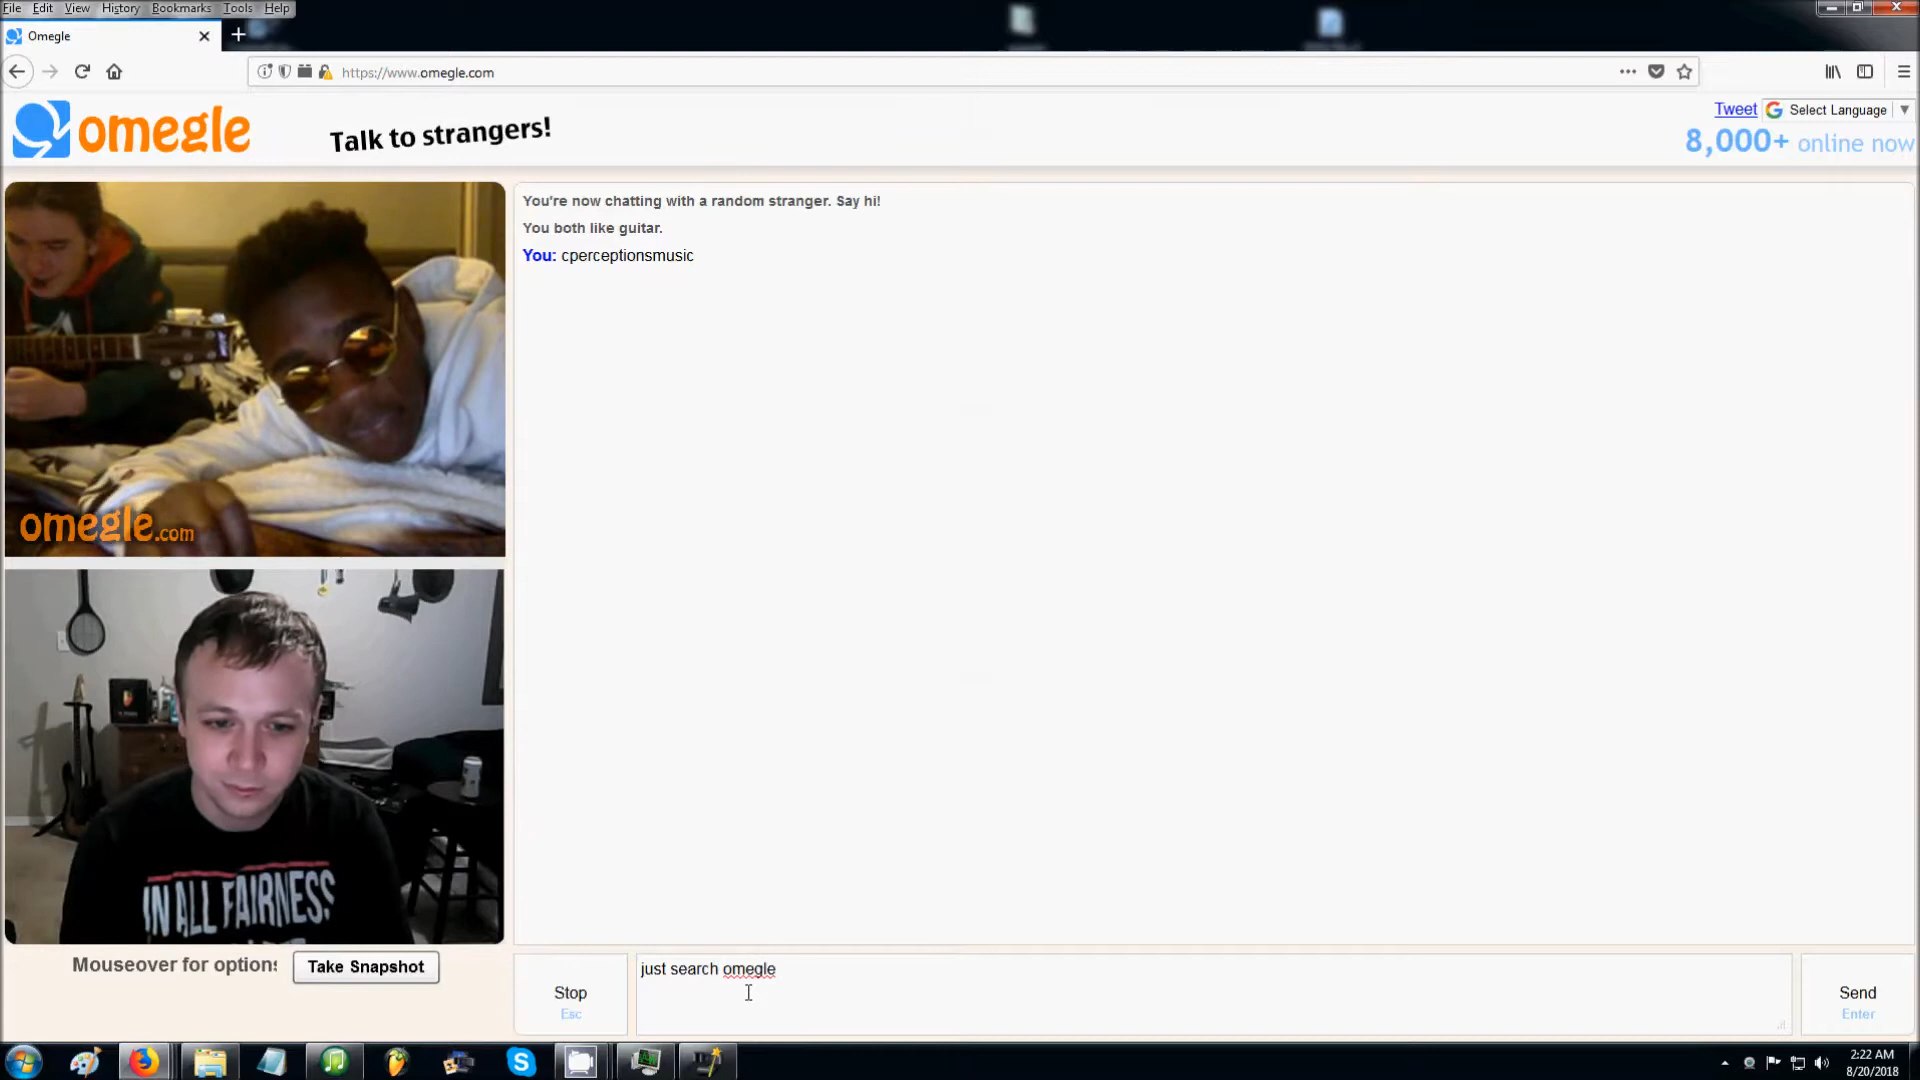 File Edit View History Bookmarks Tools Help
Omegle
https://www.omegle.com
omegle
Talk to strangers!
Tweet
Select Language
8,000+ online now
You're now chatting with a random stranger. Say hi!
You both like guitar.
You: cperceptionsmusic
omegle.com
IN ALL FAIRNESS
Mouseover for options
Take Snapshot
Stop
Esc
just search omegle
Send
Enter
2:22 AM
8/20/2018